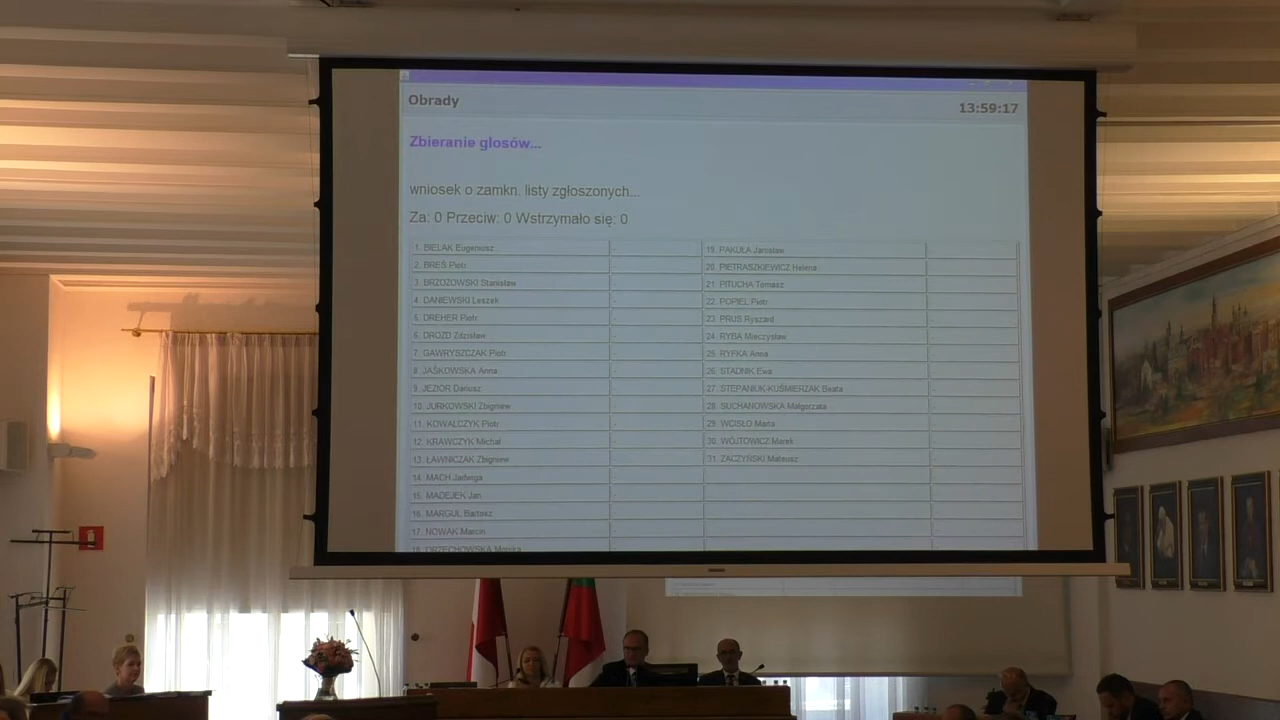 Obrady
13:59:17
Zbieranie głosów...
wniosek o zamkn. listy zgłoszonych...
Za: 0 Przeciw: 0 Wstrzymało się: 0
1. BIELAK Eugeniusz
2. BREŚ Piotr
3. BRZOZOWSKI Stanisław
4. DANIEWSKI Leszek
5. DREHER Piotr
6. DROZD Zdzisław
7. GAWRYSZCZAK Piotr
8. JAŚKOWSKA Anna
9. JEZIOR Dariusz
10. JURKOWSKI Zbigniew
11. KOWALCZYK Piotr
12. KRAWCZYK Michał
13. ŁAWNICZAK Zbigniew
14. MACH Jadwiga
15. MADEJEK Jan
16. MARGUL Bartosz
17. NOWAK Marcin
18. ORZECHOWSKA Monika
19. PAKUŁA Jarosław
20. PIETRASZKIEWICZ Helena
21. PITUCHA Tomasz
22. POPIEL Piotr
23. PRUS Ryszard
24. RYBA Mieczysław
25. RYFKA Anna
26. STADNIK Ewa
27. STEPANIUK-KUŚMIERZAK Beata
28. SUCHANOWSKA Małgorzata
29. WCISŁO Marta
30. WÓJTOWICZ Marek
31. ZACZYŃSKI Mateusz